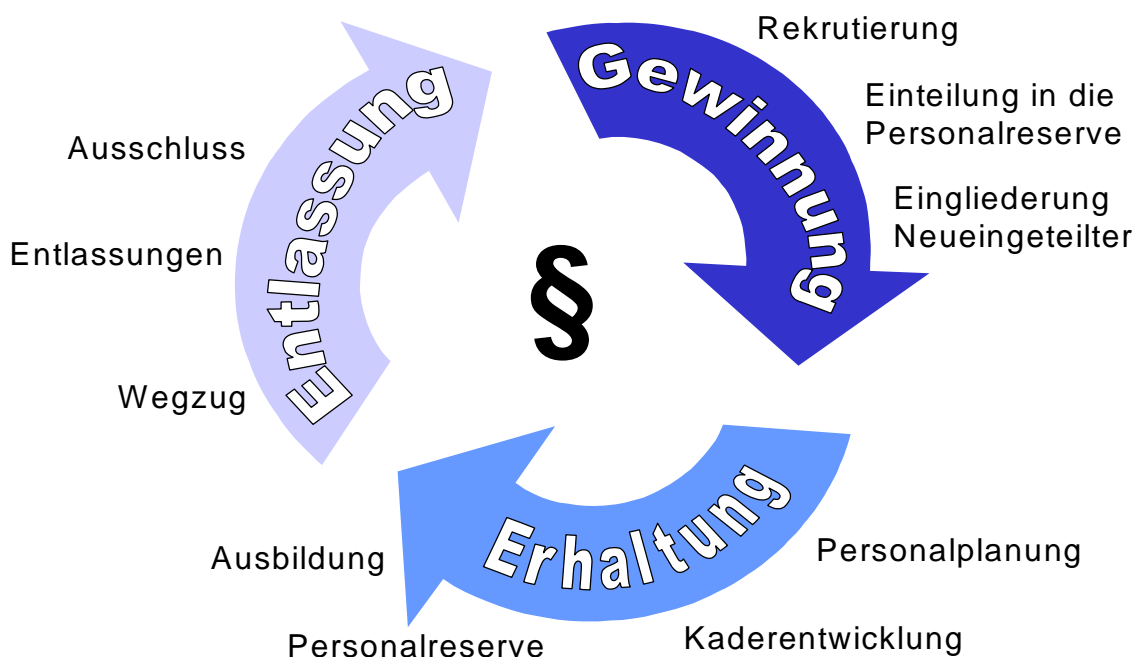 Gewinnung
Rekrutierung
Einteilung in die
Personalreserve
Eingliederung
Neueingeteilter
§
Erhaltung
Personalplanung
Kaderentwicklung
Personalreserve
Ausbildung
Entlassung
Wegzug
Entlassungen
Ausschluss